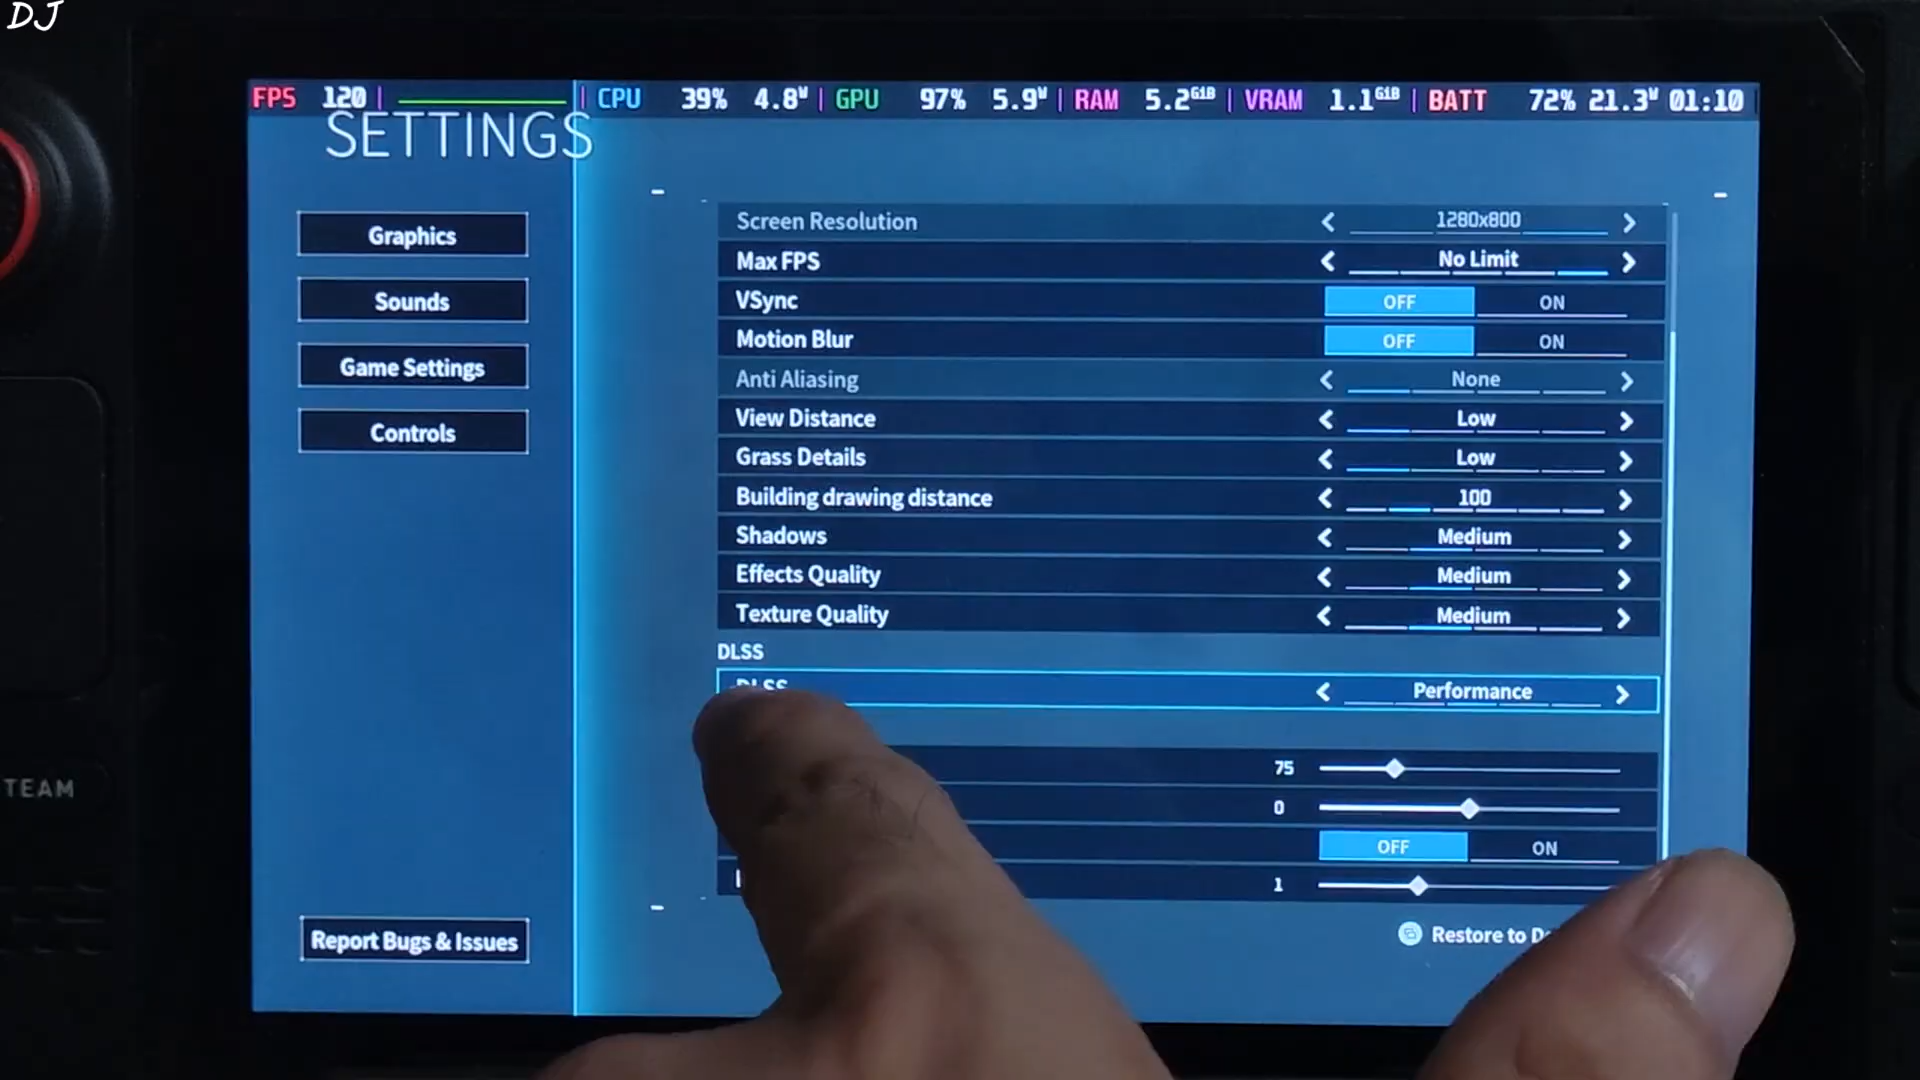 DJ
FPS 120 | CPU 39% 4.8W | GPU 97% 5.9W | RAM 5.2GiB | VRAM 1.1GiB | BATT 72% 21.3W 01:10
SETTINGS
Graphics
Sounds
Game Settings
Controls
Report Bugs & Issues
Screen Resolution 1280x800
Max FPS No Limit
VSync OFF ON
Motion Blur OFF ON
Anti Aliasing None
View Distance Low
Grass Details Low
Building drawing distance 100
Shadows Medium
Effects Quality Medium
Texture Quality Medium
DLSS
DLSS Performance
75
0
OFF ON
1
Restore to
TEAM